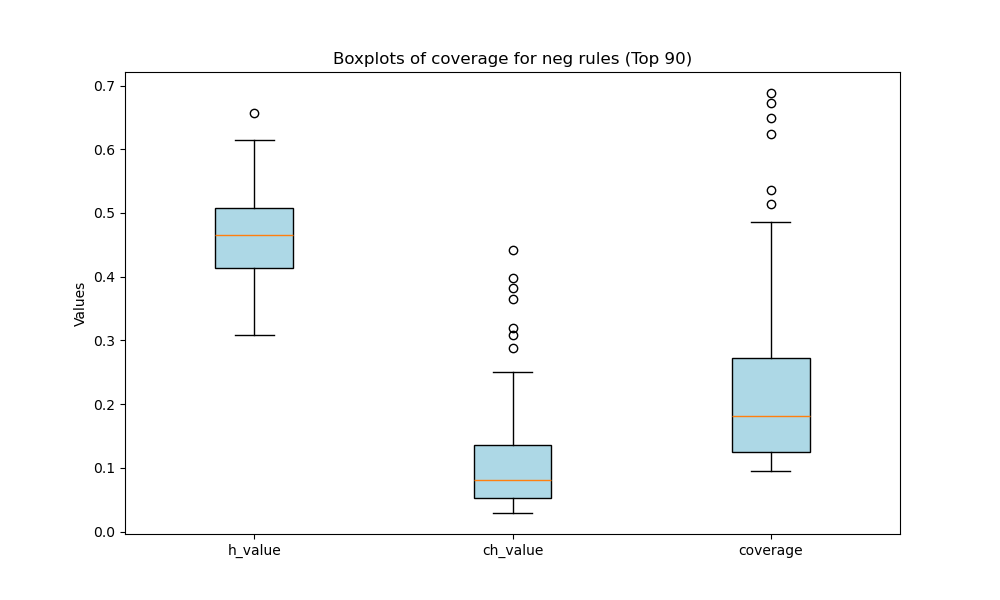 Boxplots of coverage for neg rules (Top 90)
Values
0.7
0.6
0.5
0.4
0.3
0.2
0.1
0.0
h_value
ch_value
coverage